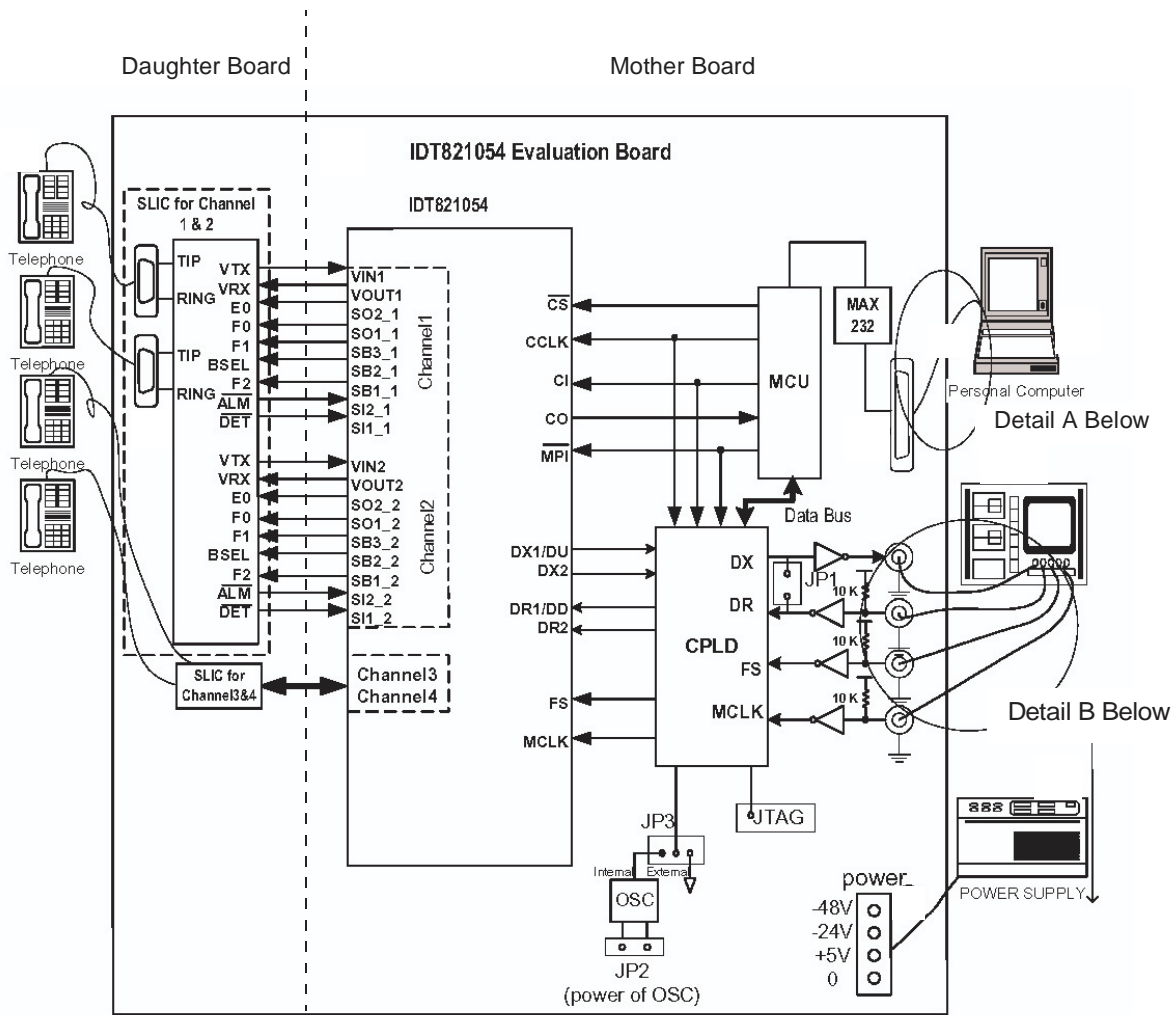 Daughter Board
Mother Board
IDT821054 Evaluation Board
SLIC for Channel
1 & 2
IDT821054
Telephone
Telephone
Telephone
Telephone
TIP
RING
TIP
RING
VTX
VRX
E0
F0
F1
BSEL
F2
ALM
DET
VTX
VRX
E0
F0
F1
BSEL
F2
ALM
DET
VIN1
VOUT1
SO2_1
SO1_1
SB3_1
SB2_1
SB1_1
SI2_1
SI1_1
Channel1
VIN2
VOUT2
SO2_2
SO1_2
SB3_2
SB2_2
SB1_2
SI2_2
SI1_2
Channel2
SLIC for
Channel3&4
Channel3
Channel4
CS
CCLK
CI
CO
MPI
DX1/DU
DX2
DR1/DD
DR2
FS
MCLK
MCU
MAX
232
Personal Computer
Detail A Below
Data Bus
DX
DR
CPLD
FS
MCLK
JP1
10 K
10 K
10 K
Detail B Below
JTAG
JP3
Internal External
OSC
JP2
(power of OSC)
power
-48V
-24V
+5V
0
POWER SUPPLY